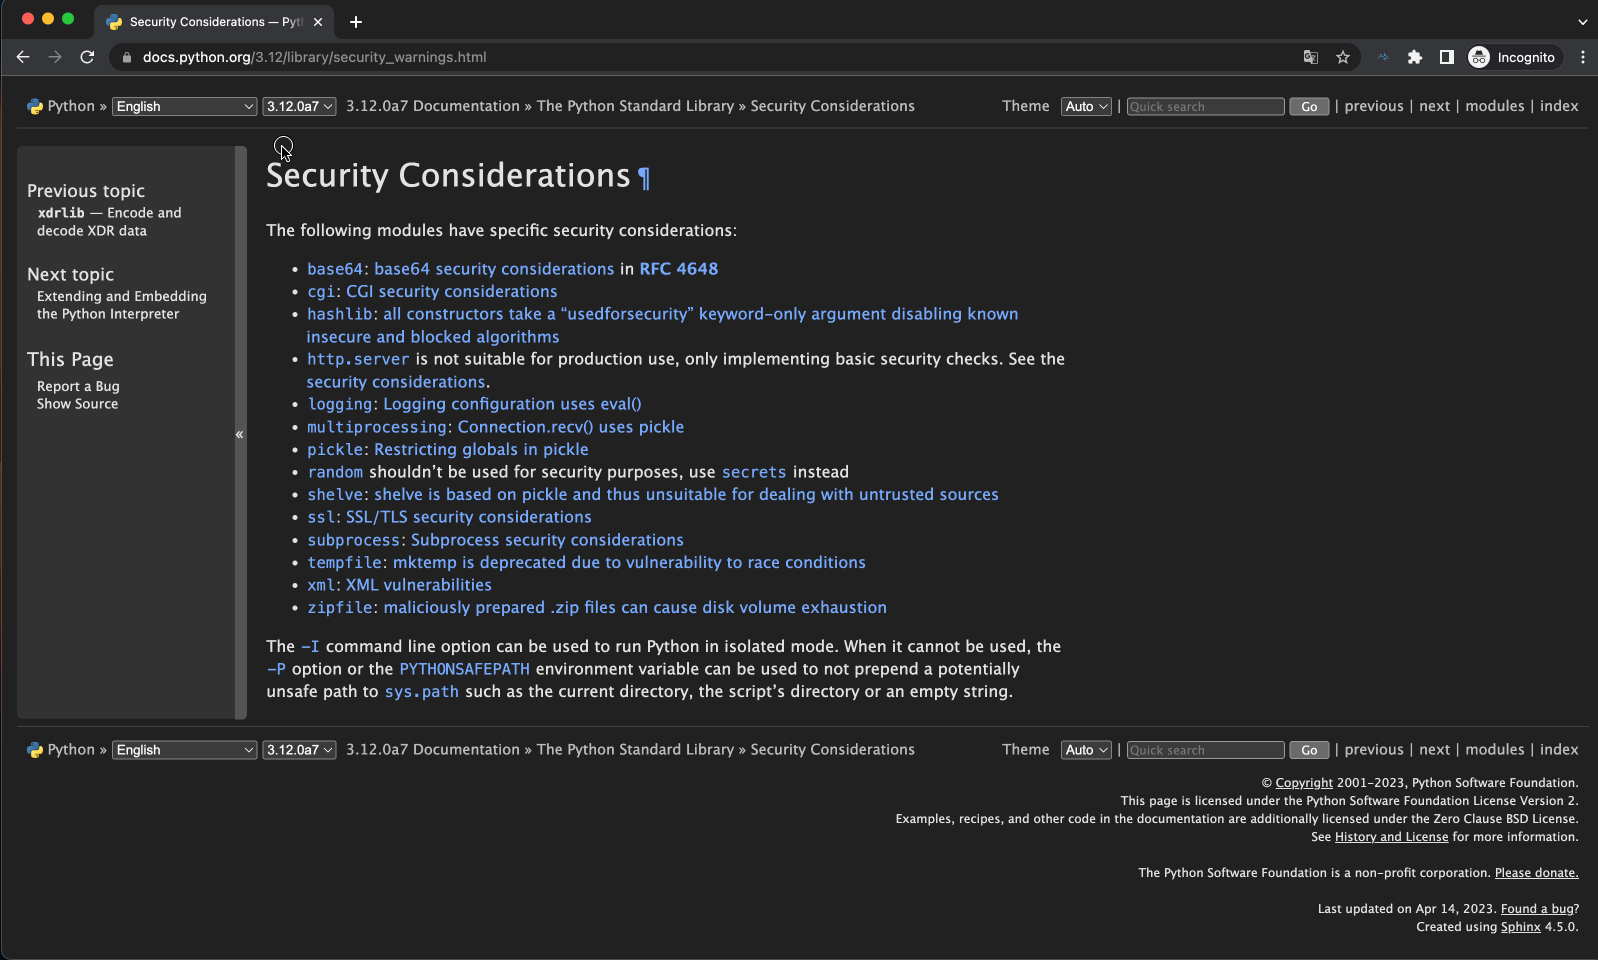 Security Considerations — Pyt
docs.python.org/3.12/library/security_warnings.html
Incognito
Python » English 3.12.0a7 3.12.0a7 Documentation » The Python Standard Library » Security Considerations
Theme Auto | Quick search Go | previous | next | modules | index
Previous topic
xdrlib — Encode and
decode XDR data
Next topic
Extending and Embedding
the Python Interpreter
This Page
Report a Bug
Show Source
«
Security Considerations¶
The following modules have specific security considerations:
• base64: base64 security considerations in RFC 4648
• cgi: CGI security considerations
• hashlib: all constructors take a “usedforsecurity” keyword-only argument disabling known
insecure and blocked algorithms
• http.server is not suitable for production use, only implementing basic security checks. See the
security considerations.
• logging: Logging configuration uses eval()
• multiprocessing: Connection.recv() uses pickle
• pickle: Restricting globals in pickle
• random shouldn’t be used for security purposes, use secrets instead
• shelve: shelve is based on pickle and thus unsuitable for dealing with untrusted sources
• ssl: SSL/TLS security considerations
• subprocess: Subprocess security considerations
• tempfile: mktemp is deprecated due to vulnerability to race conditions
• xml: XML vulnerabilities
• zipfile: maliciously prepared .zip files can cause disk volume exhaustion
The -I command line option can be used to run Python in isolated mode. When it cannot be used, the
-P option or the PYTHONSAFEPATH environment variable can be used to not prepend a potentially
unsafe path to sys.path such as the current directory, the script’s directory or an empty string.
Python » English 3.12.0a7 3.12.0a7 Documentation » The Python Standard Library » Security Considerations
Theme Auto | Quick search Go | previous | next | modules | index
© Copyright 2001-2023, Python Software Foundation.
This page is licensed under the Python Software Foundation License Version 2.
Examples, recipes, and other code in the documentation are additionally licensed under the Zero Clause BSD License.
See History and License for more information.
The Python Software Foundation is a non-profit corporation. Please donate.
Last updated on Apr 14, 2023. Found a bug?
Created using Sphinx 4.5.0.